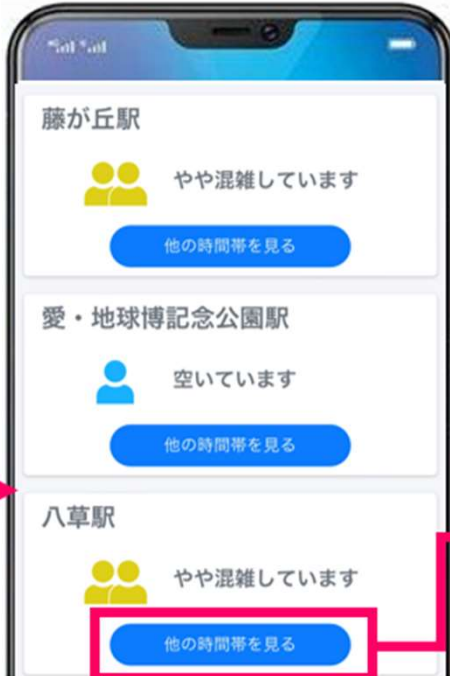 藤が丘駅
やや混雑しています
他の時間帯を見る
愛・地球博記念公園駅
空いています
他の時間帯を見る
八草駅
やや混雑しています
他の時間帯を見る